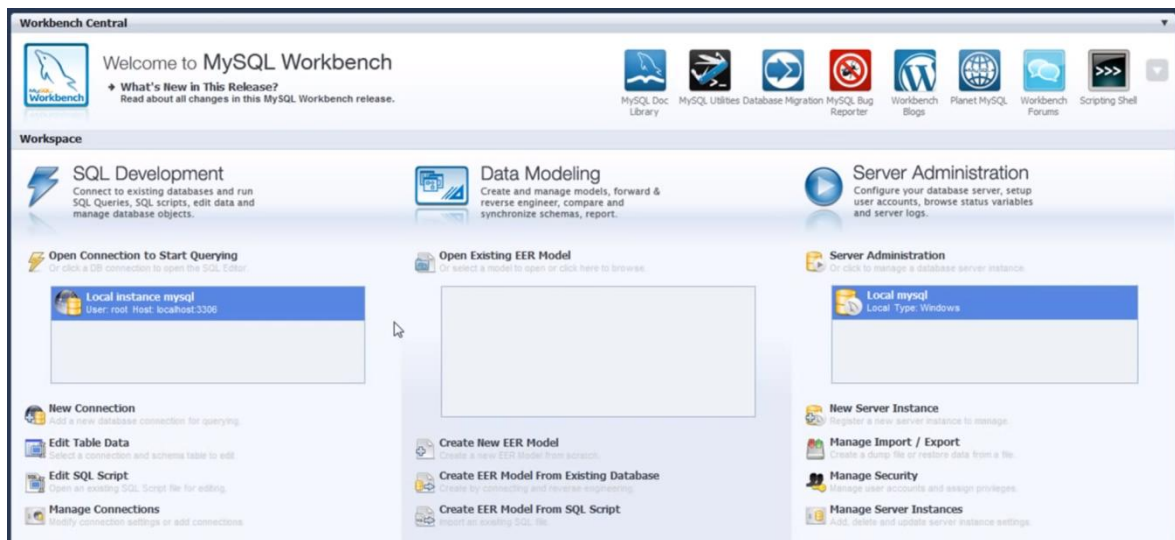 Workbench Central
MySQL
Workbench
Welcome to MySQL Workbench
What's New in This Release?
Read about all changes in this MySQL Workbench release.
MySQL Doc
Library
MySQL Utilities
Database Migration
MySQL Bug
Reporter
Workbench
Blogs
Planet MySQL
Workbench
Forums
>>>
Scripting Shell
Workspace
SQL Development
Connect to existing databases and run
SQL Queries, SQL scripts, edit data and
manage database objects.
Open Connection to Start Querying
Or click a DB connection to open the SQL Editor.
Local instance mysql
User: root Host: localhost:3306
New Connection
Add a new database connection for querying.
Edit Table Data
Select a connection and schema table to edit.
Edit SQL Script
Open an existing SQL Script file for editing.
Manage Connections
Modify connection settings or add connections.
Data Modeling
Create and manage models, forward &
reverse engineer, compare and
synchronize schemas, report.
Open Existing EER Model
Or select a model to open or click here to browse.
Create New EER Model
Create a new EER Model from scratch.
Create EER Model From Existing Database
Create by connecting and reverse engineering.
Create EER Model From SQL Script
Import an existing SQL file.
Server Administration
Configure your database server, setup
user accounts, browse status variables
and server logs.
Server Administration
Or click to manage a database server instance.
Local mysql
Local Type: Windows
New Server Instance
Register a new server instance to manage.
Manage Import / Export
Create a dump file or restore data from a file.
Manage Security
Manage user accounts and assign privileges.
Manage Server Instances
Add, delete and update server instance settings.